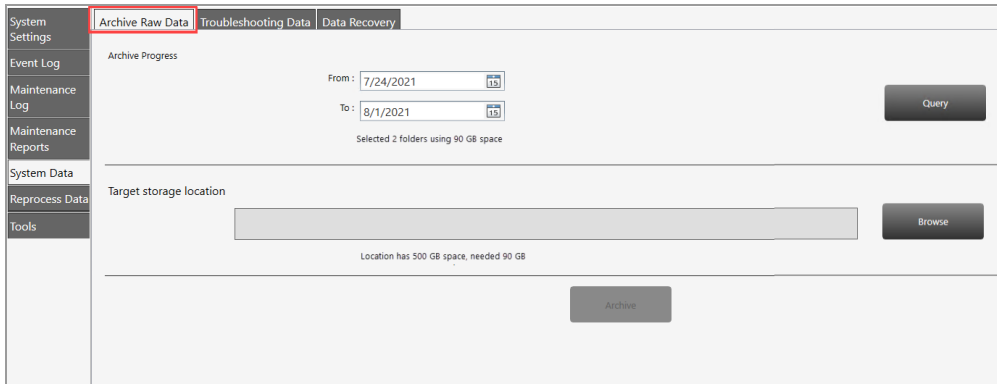 System
Settings
Event Log
Maintenance
Log
Maintenance
Reports
System Data
Reprocess Data
Tools
Archive Raw Data
Troubleshooting Data
Data Recovery
Archive Progress
From :
7/24/2021
15
To :
8/1/2021
15
Selected 2 folders using 90 GB space
Query
Target storage location
Browse
Location has 500 GB space, needed 90 GB
Archive